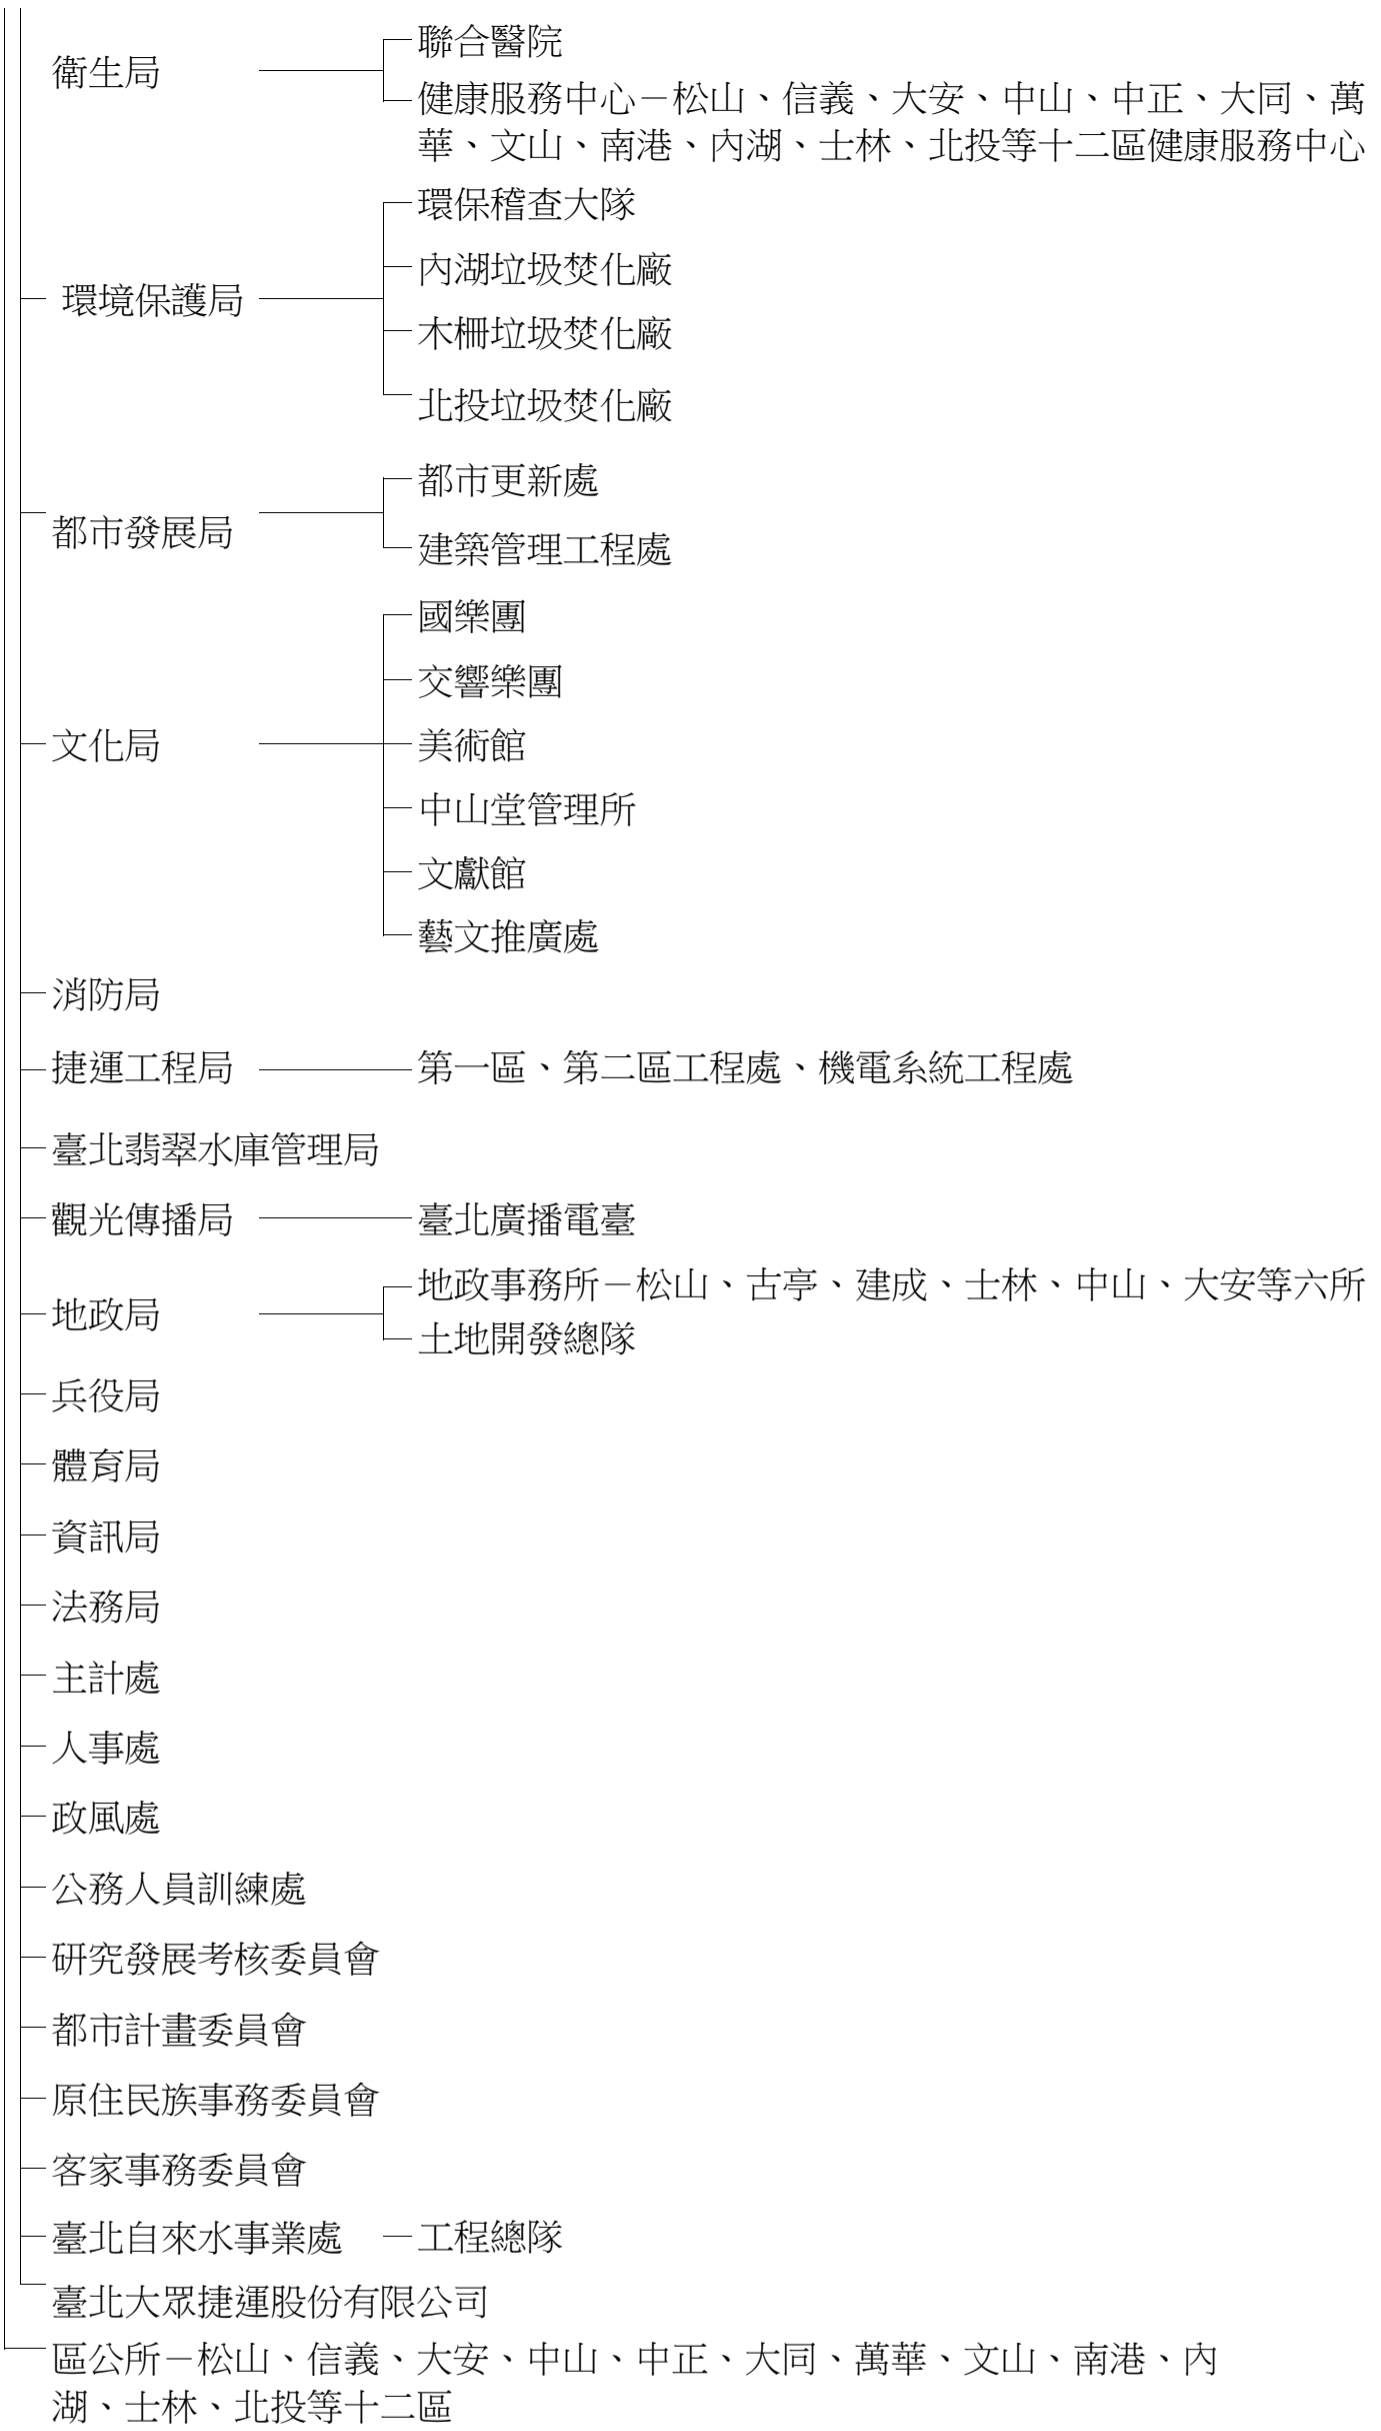 衛生局
聯合醫院
健康服務中心－松山、信義、大安、中山、中正、大同、萬
華、文山、南港、內湖、士林、北投等十二區健康服務中心
環境保護局
環保稽查大隊
內湖垃圾焚化廠
木柵垃圾焚化廠
北投垃圾焚化廠
都市發展局
都市更新處
建築管理工程處
文化局
國樂團
交響樂團
美術館
中山堂管理所
文獻館
藝文推廣處
消防局
捷運工程局
第一區、第二區工程處、機電系統工程處
臺北翡翠水庫管理局
觀光傳播局
臺北廣播電臺
地政局
地政事務所－松山、古亭、建成、士林、中山、大安等六所
土地開發總隊
兵役局
體育局
資訊局
法務局
主計處
人事處
政風處
公務人員訓練處
研究發展考核委員會
都市計畫委員會
原住民族事務委員會
客家事務委員會
臺北自來水事業處
工程總隊
臺北大眾捷運股份有限公司
區公所－松山、信義、大安、中山、中正、大同、萬華、文山、南港、內
湖、士林、北投等十二區